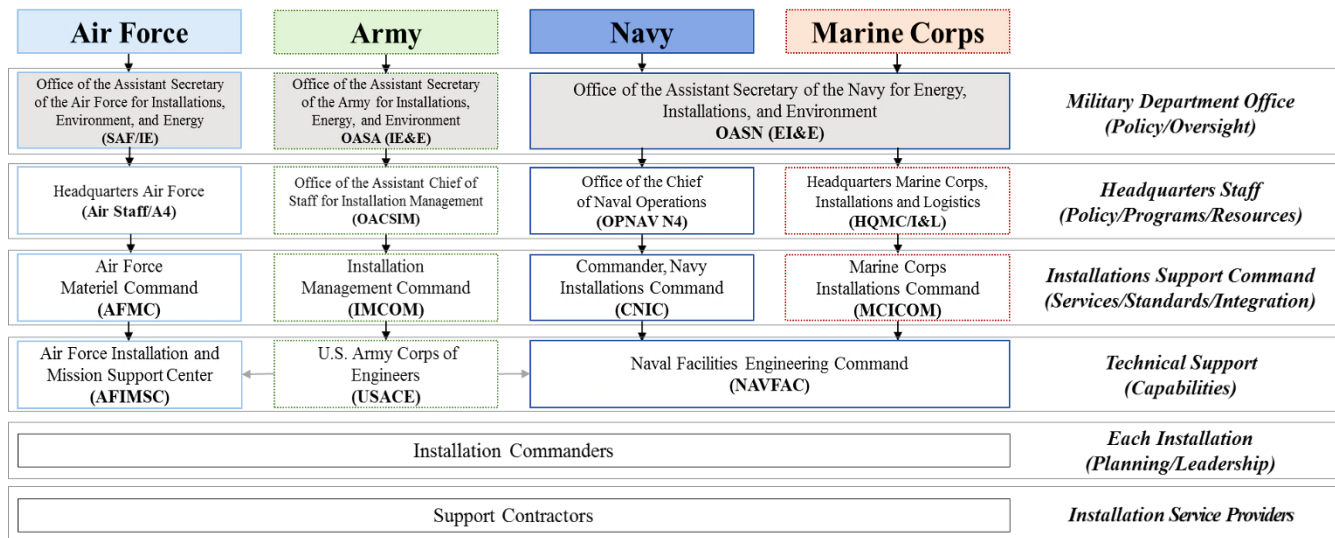 Air Force
Army
Navy
Marine Corps
Office of the Assistant Secretary
of the Air Force for Installations,
Environment, and Energy
(SAF/IE)
Office of the Assistant Secretary
of the Army for Installations,
Energy, and Environment
OASA (IE&E)
Office of the Assistant Secretary of the Navy for Energy,
Installations, and Environment
OASN (EI&E)
Military Department Office
(Policy/Oversight)
Headquarters Air Force
(Air Staff/A4)
Office of the Assistant Chief of
Staff for Installation Management
(OACSIM)
Office of the Chief
of Naval Operations
(OPNAV N4)
Headquarters Marine Corps,
Installations and Logistics
(HQMC/I&L)
Headquarters Staff
(Policy/Programs/Resources)
Air Force
Materiel Command
(AFMC)
Installation
Management Command
(IMCOM)
Commander, Navy
Installations Command
(CNIC)
Marine Corps
Installations Command
(MCICOM)
Installations Support Command
(Services/Standards/Integration)
Air Force Installation and
Mission Support Center
(AFIMSC)
U.S. Army Corps of
Engineers
(USACE)
Naval Facilities Engineering Command
(NAVFAC)
Technical Support
(Capabilities)
Installation Commanders
Each Installation
(Planning/Leadership)
Support Contractors
Installation Service Providers